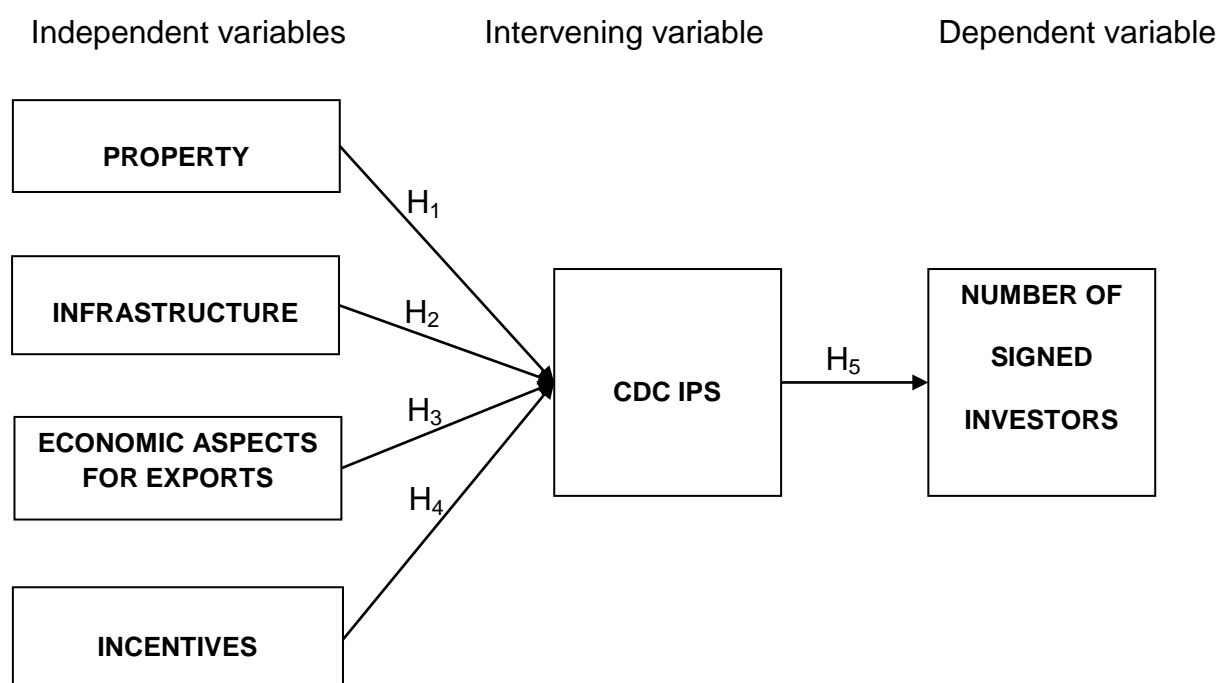 Independent variables
Intervening variable
Dependent variable
PROPERTY
H₁
INFRASTRUCTURE
H₂
ECONOMIC ASPECTS
FOR EXPORTS
H₃
INCENTIVES
H₄
CDC IPS
H₅
NUMBER OF
SIGNED
INVESTORS